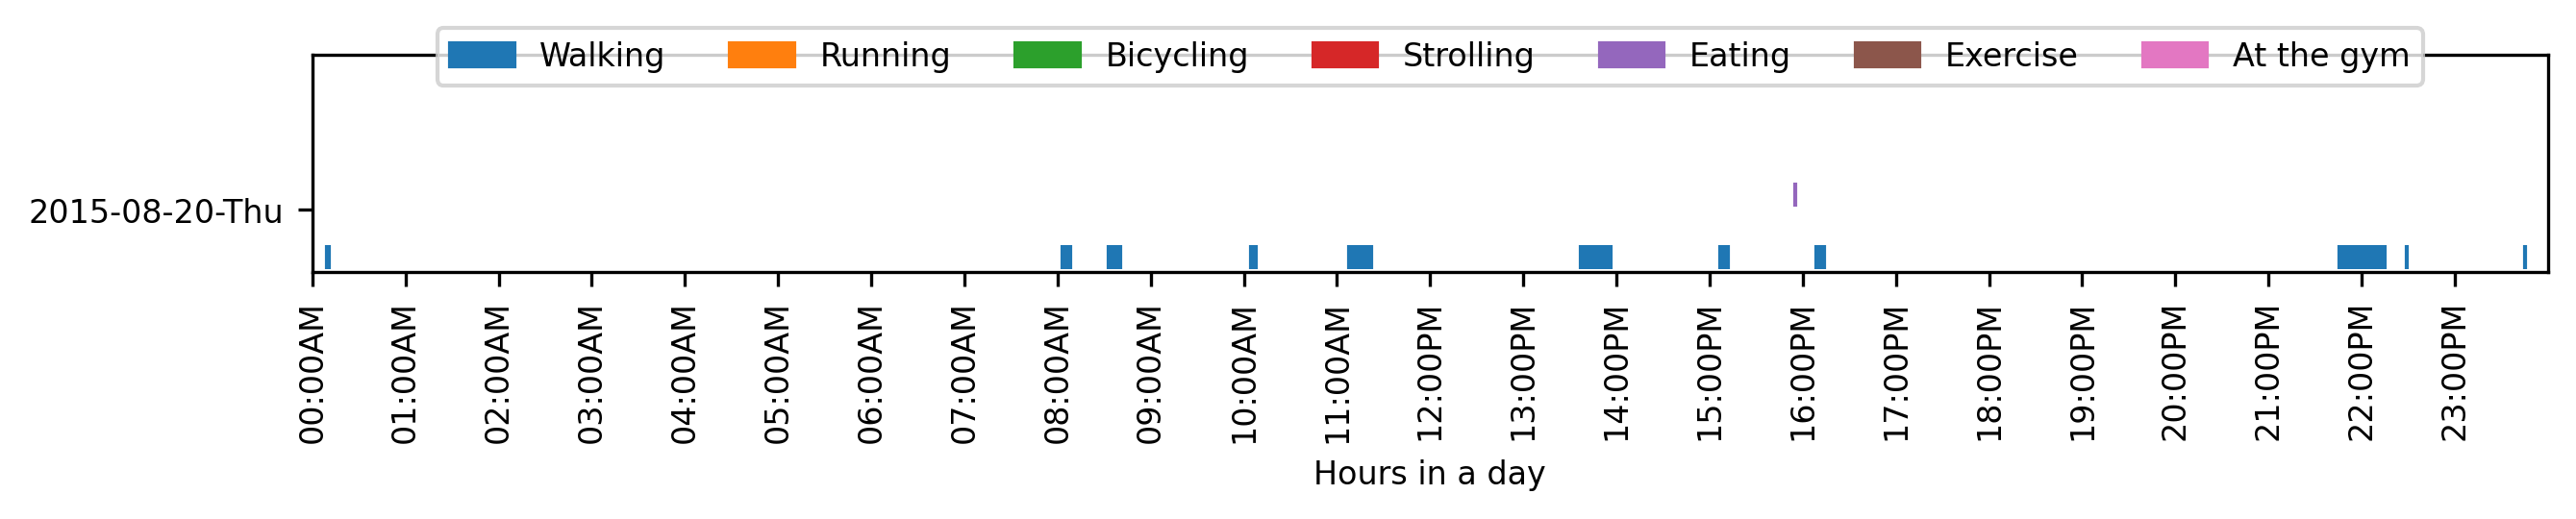 Walking Running Bicycling Strolling Eating Exercise At the gym
2015-08-20-Thu
00:00AM 01:00AM 02:00AM 03:00AM 04:00AM 05:00AM 06:00AM 07:00AM 08:00AM 09:00AM 10:00AM 11:00AM 12:00PM 13:00PM 14:00PM 15:00PM 16:00PM 17:00PM 18:00PM 19:00PM 20:00PM 21:00PM 22:00PM 23:00PM
Hours in a day